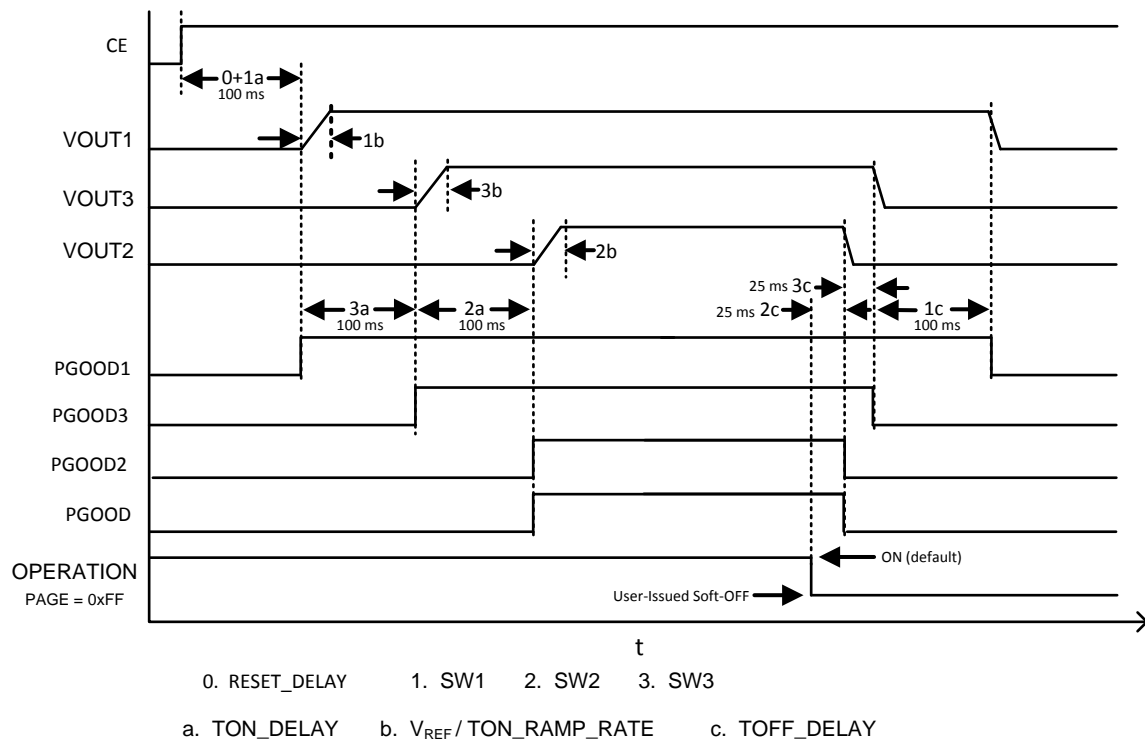 CE
0+1a
100 ms
VOUT1
1b
VOUT3
3b
VOUT2
2b
25 ms 3c
3a
100 ms
2a
100 ms
25 ms 2c
1c
100 ms
PGOOD1
PGOOD3
PGOOD2
PGOOD
OPERATION
PAGE = 0xFF
ON (default)
User-Issued Soft-OFF
t
0. RESET_DELAY 1. SW1 2. SW2 3. SW3
a. TON_DELAY b. VREF / TON_RAMP_RATE c. TOFF_DELAY